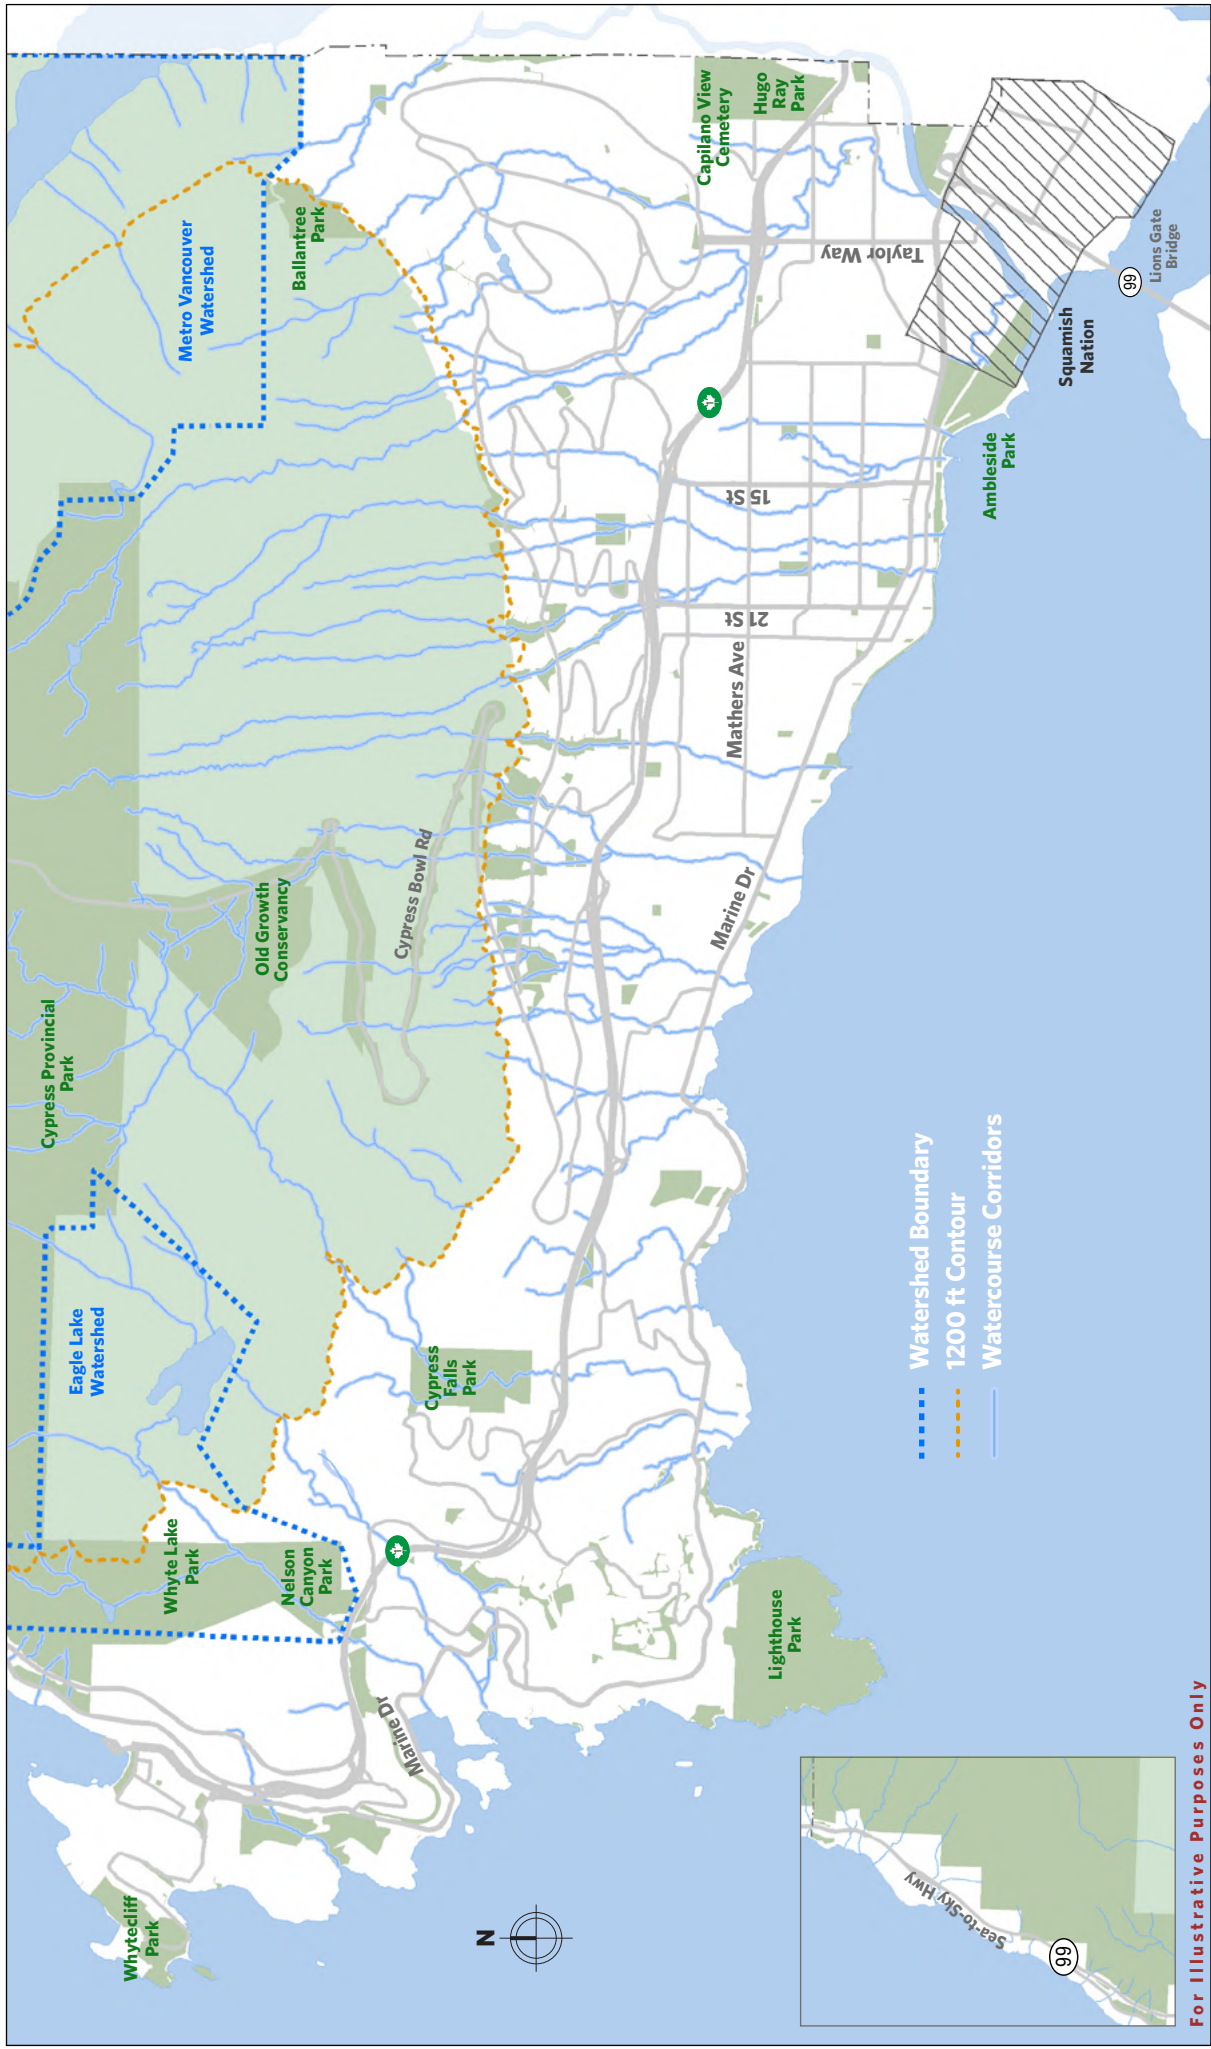 Whytecliff
Park
Marine Dr
Whyte Lake
Park
Nelson
Canyon
Park
Eagle Lake
Watershed
Cypress
Falls
Park
Lighthouse
Park
Cypress Provincial
Park
Old Growth
Conservancy
Cypress Bowl Rd
Marine Dr
Mathers Ave
21 St
15 St
Taylor Way
Metro Vancouver
Watershed
Ballantree
Park
Capilano View
Cemetery
Hugo
Ray
Park
Ambleside
Park
Squamish
Nation
99
Lions Gate
Bridge
N
Watershed Boundary
1200 ft Contour
Watercourse Corridors
Sea-to-Sky Hwy
99
For Illustrative Purposes Only